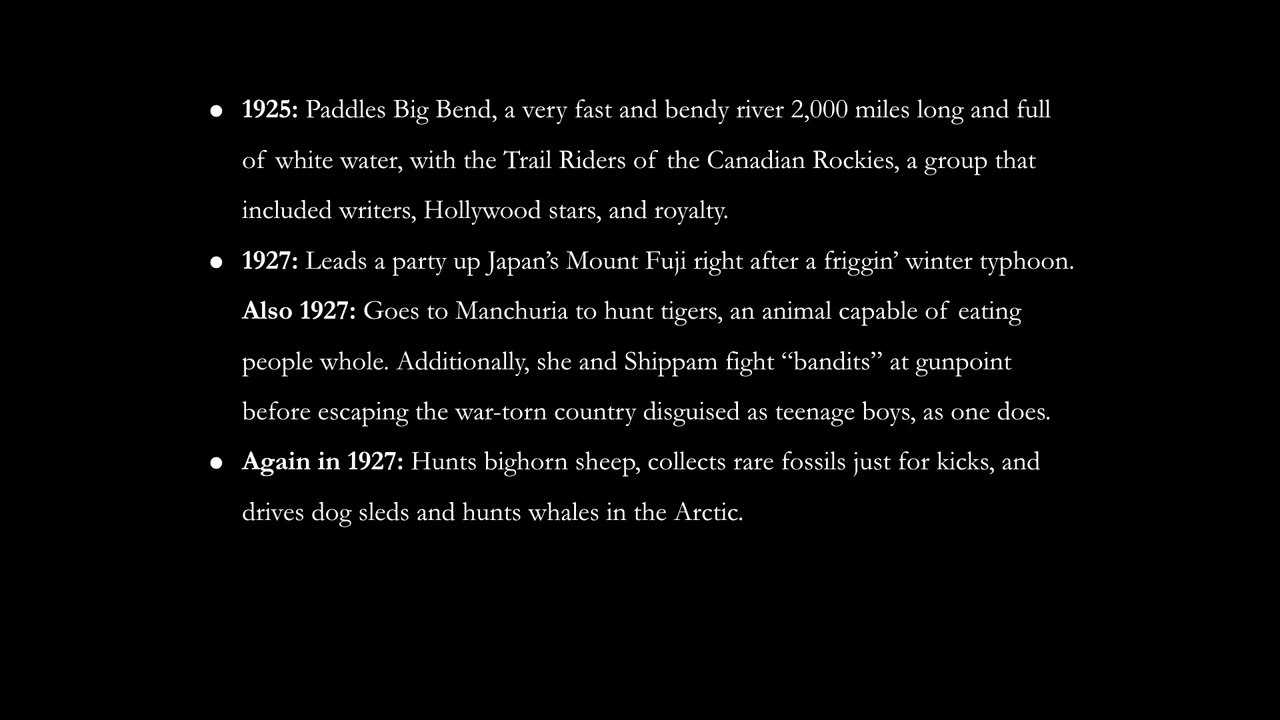 • 1925: Paddles Big Bend, a very fast and bendy river 2,000 miles long and full
of white water, with the Trail Riders of the Canadian Rockies, a group that
included writers, Hollywood stars, and royalty.
• 1927: Leads a party up Japan’s Mount Fuji right after a friggin’ winter typhoon.
Also 1927: Goes to Manchuria to hunt tigers, an animal capable of eating
people whole. Additionally, she and Shippam fight “bandits” at gunpoint
before escaping the war-torn country disguised as teenage boys, as one does.
• Again in 1927: Hunts bighorn sheep, collects rare fossils just for kicks, and
drives dog sleds and hunts whales in the Arctic.